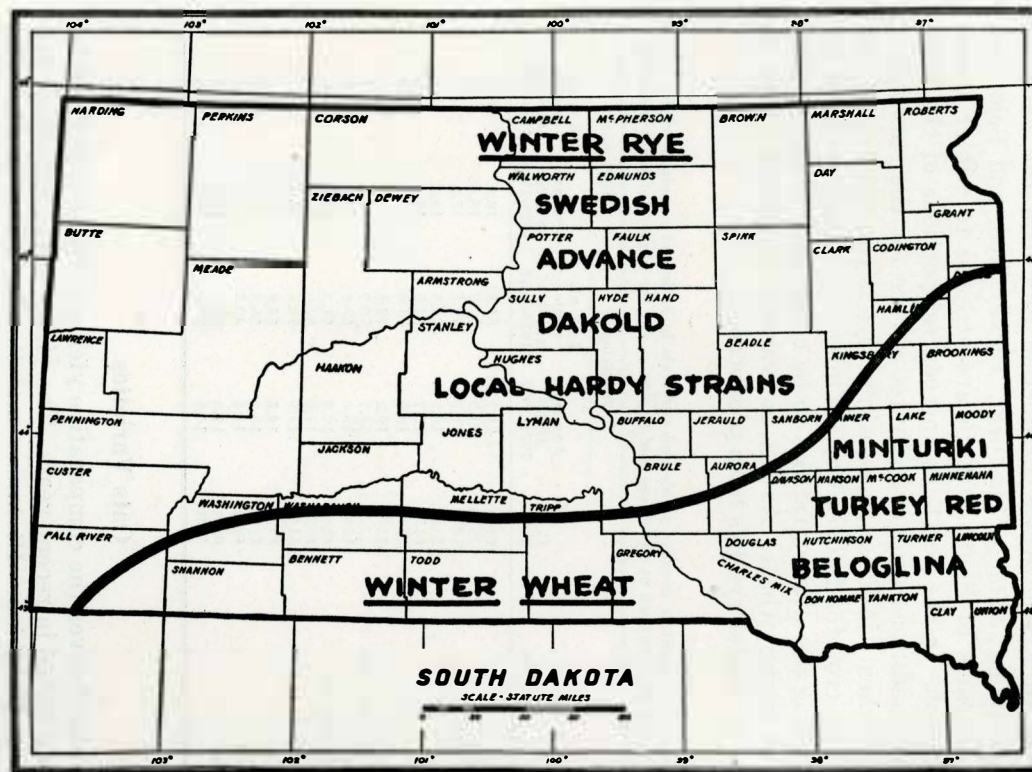 104° 103° 102° 101° 100° 99° 98° 97°
HARDING PERKINS CORSON CAMPBELL McPHERSON BROWN MARSHALL ROBERTS
WINTER RYE
ZIEBACH DEWEY WALWORTH EDMUNDS DAY
SWEDISH
GRANT
BUTTE POTTER FAULK SPINK CLARK CODINGTON
ADVANCE
MEADE ARMSTRONG
SULLY HYDE HAND HAMLIN
DAKOLD
LAWRENCE STANLEY BEADLE
HAAKON HUGHES KINGSBURY BROOKINGS
LOCAL HARDY STRAINS
PENNINGTON JONES LYMAN BUFFALO JERAULD SANBORN MINER LAKE MOODY
44
MINTURKI
JACKSON
CUSTER BRULE AURORA DAVISON HANSON McCOOK MINNEHAHA
WASHINGTON MELLETTE TRIPP
TURKEY RED
FALL RIVER DOUGLAS HUTCHINSON TURNER LINCOLN
SHANNON BENNETT TODD GREGORY CHARLES MIX
BELOGLINA
WINTER WHEAT
BON HOMME YANKTON CLAY UNION
SOUTH DAKOTA
SCALE - STATUTE MILES
103° 102° 101° 100° 99° 98° 97°